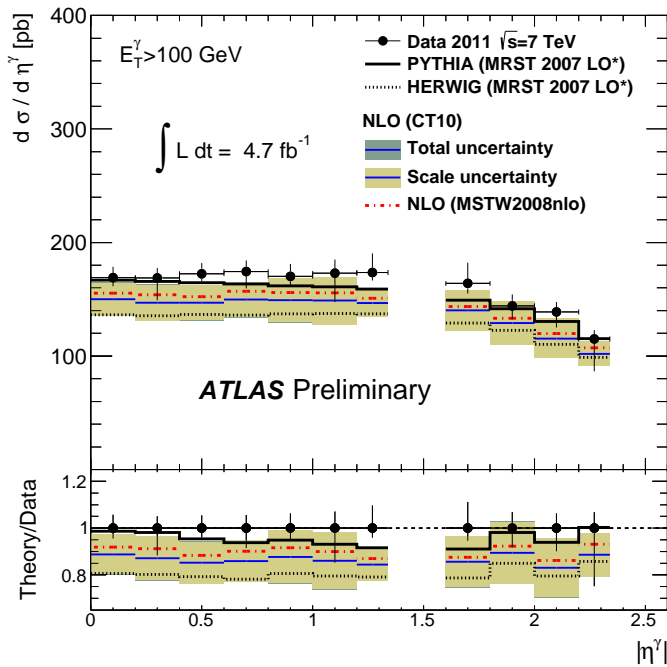 dσ / dη^γ [pb]
400
300
200
100
E_T^γ>100 GeV
∫ L dt = 4.7 fb⁻¹
Data 2011 √s=7 TeV
PYTHIA (MRST 2007 LO*)
HERWIG (MRST 2007 LO*)
NLO (CT10)
Total uncertainty
Scale uncertainty
NLO (MSTW2008nlo)
ATLAS Preliminary
Theory/Data
1.2
1
0.8
0 0.5 1 1.5 2 2.5
|η^γ|